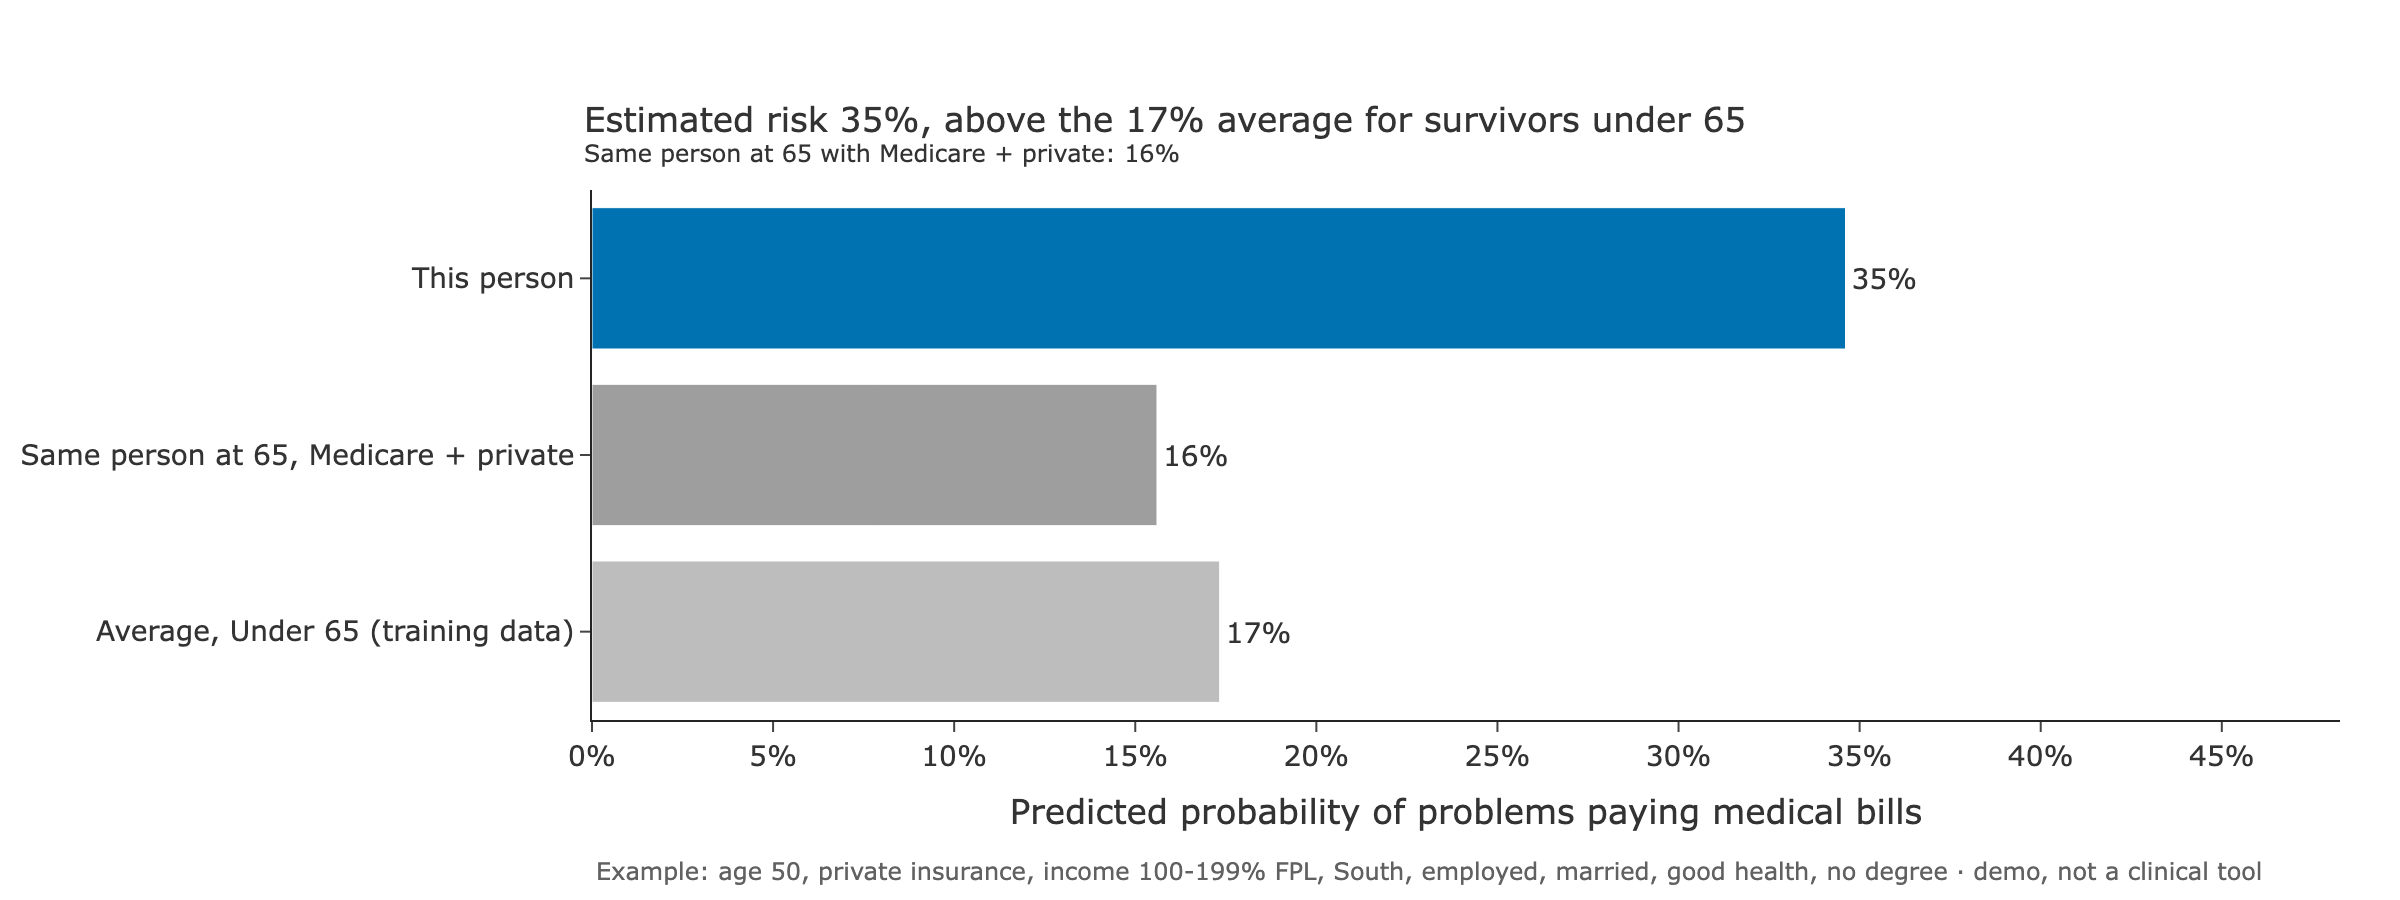 Estimated risk 35%, above the 17% average for survivors under 65
Same person at 65 with Medicare + private: 16%
This person
35%
Same person at 65, Medicare + private
16%
Average, Under 65 (training data)
17%
0% 5% 10% 15% 20% 25% 30% 35% 40% 45%
Predicted probability of problems paying medical bills
Example: age 50, private insurance, income 100-199% FPL, South, employed, married, good health, no degree · demo, not a clinical tool